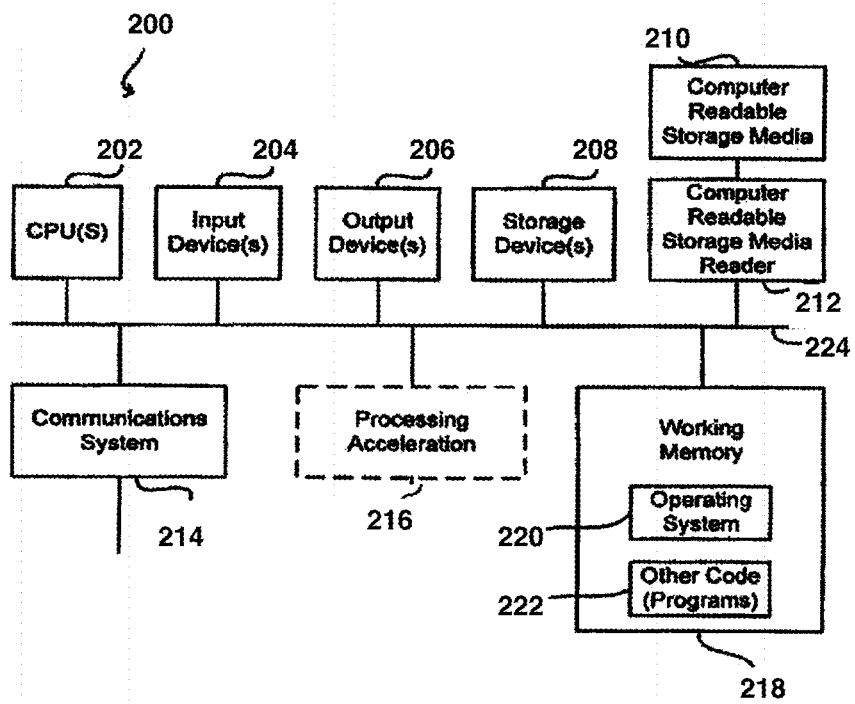 200
210
Computer
Readable
Storage Media
202
204
206
208
CPU(S)
Input
Device(s)
Output
Device(s)
Storage
Device(s)
Computer
Readable
Storage Media
Reader
212
224
Communications
System
214
Processing
Acceleration
216
Working
Memory
220
Operating
System
222
Other Code
(Programs)
218